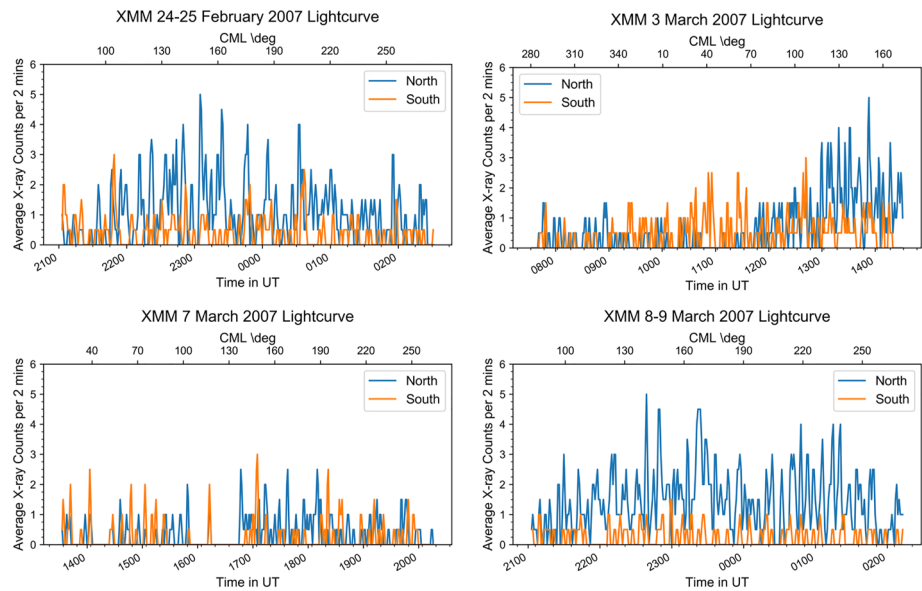 XMM 24-25 February 2007 Lightcurve
CML \deg
100 150 150 200 220 250
Average X-ray Counts per 2 mins
6
5
4
3
2
1
0
North
South
2100 2200 2300 0000 0100 0200
Time in UT
XMM 3 March 2007 Lightcurve
CML \deg
280 310 340 10 40 70 100 130 160
Average X-ray Counts per 2 mins
6
5
4
3
2
1
0
North
South
0800 0900 1000 1100 1200 1300 1400
Time in UT
XMM 7 March 2007 Lightcurve
CML \deg
40 70 100 140 150 190 220 250
Average X-ray Counts per 2 mins
6
5
4
3
2
1
0
North
South
1400 1500 1600 1700 1800 1900 2000
Time in UT
XMM 8-9 March 2007 Lightcurve
CML \deg
100 130 160 190 220 250
Average X-ray Counts per 2 mins
6
5
4
3
2
1
0
North
South
2100 2200 2300 0000 0100 0200
Time in UT